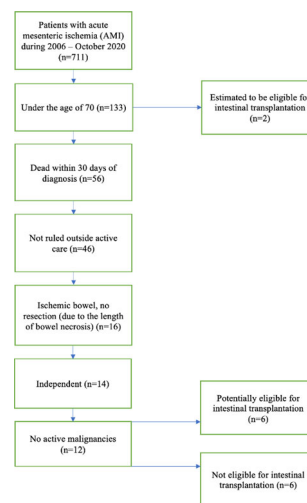 Patients with acute
mesenteric ischemia (AMI)
during 2006 – October 2020
(n=711)
Under the age of 70 (n=133)
Estimated to be eligible fo
intestinal transplantation
(n=2)
Dead within 30 days of
diagnosis (n=56)
Not ruled outside active
care (n=46)
Ischemic bowel, no
resection (due to the length
of bowel necrosis) (n=16)
Independent (n=14)
Potentially eligible for
intestinal transplantation
(n=6)
No active malignancies
(n=12)
Not eligible for intestinal
transplantation (n=6)